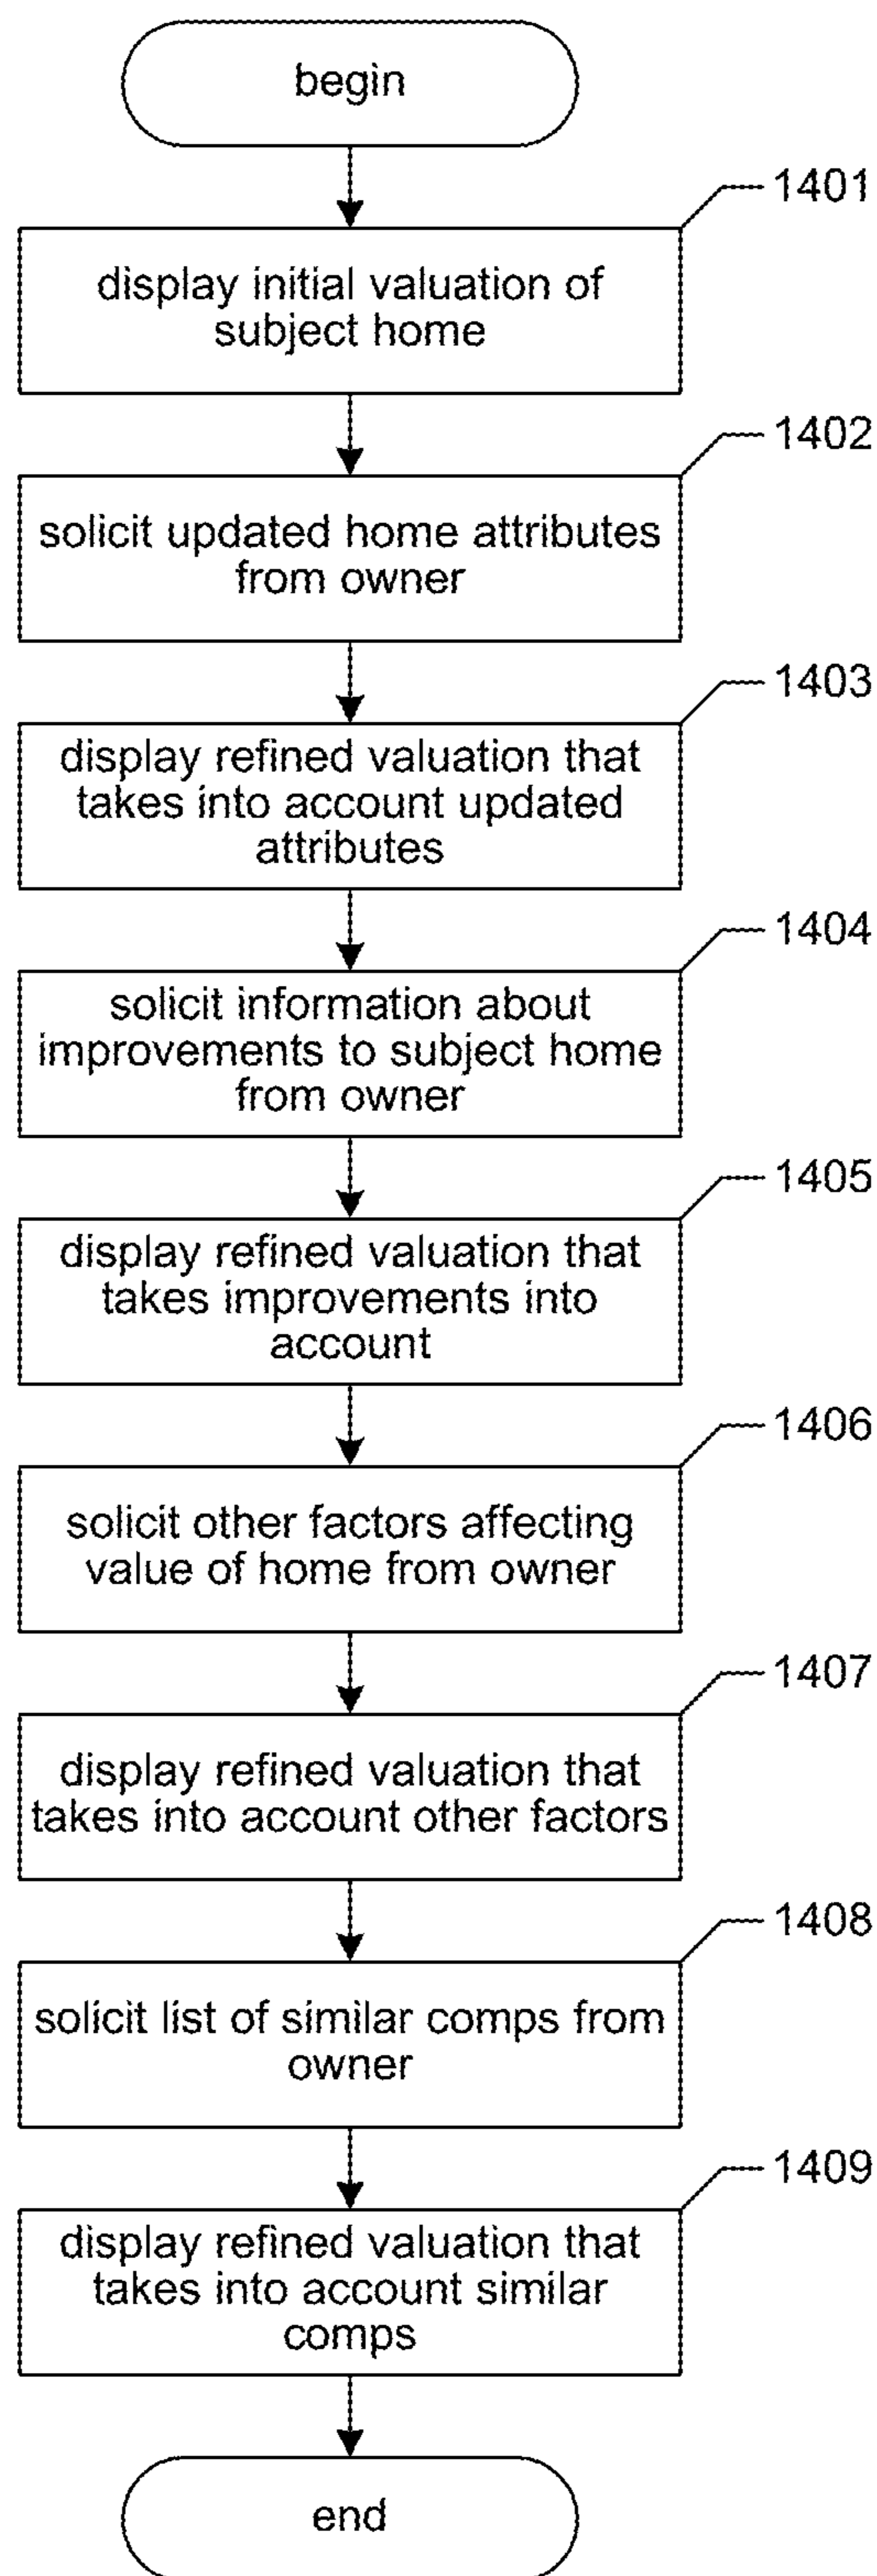 begin
1401
display initial valuation of
subject home
1402
solicit updated home attributes
from owner
1403
display refined valuation that
takes into account updated
attributes
1404
solicit information about
improvements to subject home
from owner
1405
display refined valuation that
takes improvements into
account
1406
solicit other factors affecting
value of home from owner
1407
display refined valuation that
takes into account other factors
1408
solicit list of similar comps from
owner
1409
display refined valuation that
takes into account similar
comps
end